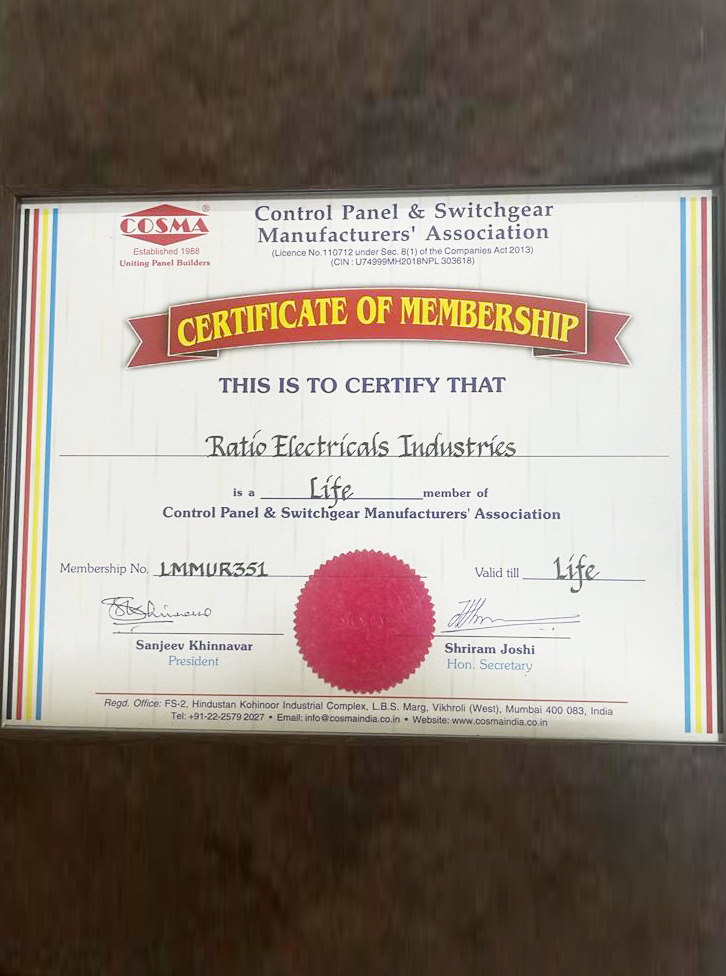 COSMA®
Established 1988
Uniting Panel Builders
Control Panel & Switchgear
Manufacturers' Association
(Licence No.110712 under Sec. 8(1) of the Companies Act 2013)
(CIN : U74999MH2018NPL 303618)
CERTIFICATE OF MEMBERSHIP
THIS IS TO CERTIFY THAT
Ratio Electricals Industries
is a Life member of
Control Panel & Switchgear Manufacturers' Association
Membership No. LMMUR351
Valid till Life
Sanjeev Khinnavar
President
Shriram Joshi
Hon. Secretary
Regd. Office: FS-2, Hindustan Kohinoor Industrial Complex, L.B.S. Marg, Vikhroli (West), Mumbai 400 083, India
Tel: +91-22-2579 2027 • Email: info@cosmaindia.co.in • Website: www.cosmaindia.co.in